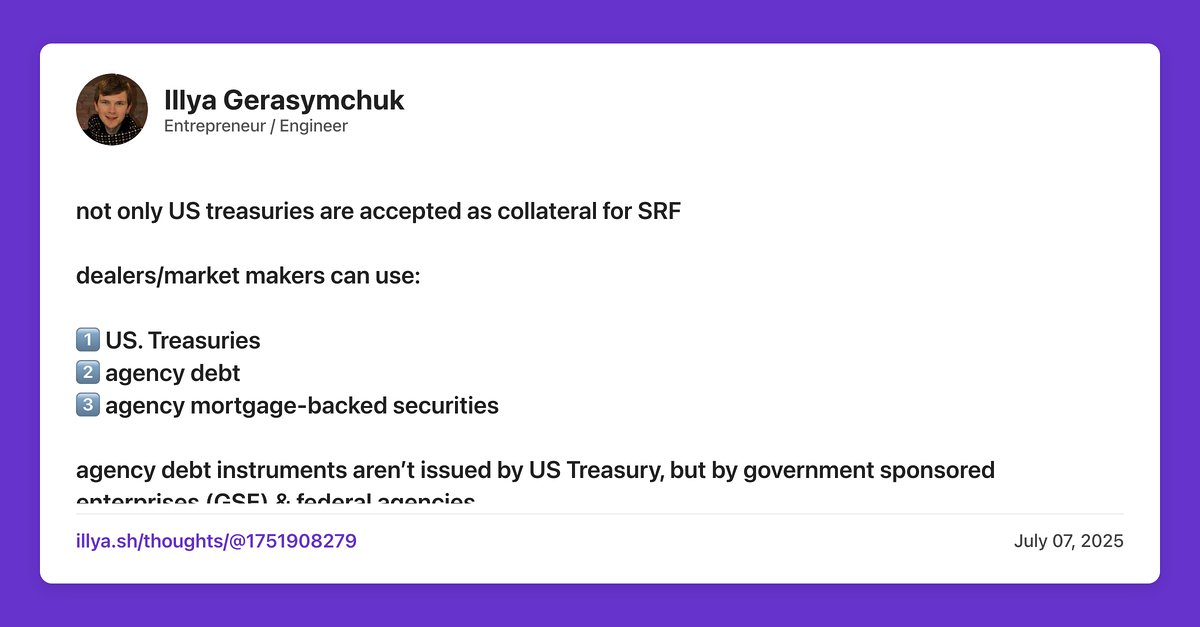 Illya Gerasymchuk
Entrepreneur / Engineer
not only US treasuries are accepted as collateral for SRF
dealers/market makers can use:
1️⃣ US. Treasuries
2️⃣ agency debt
3️⃣ agency mortgage-backed securities
agency debt instruments aren’t issued by US Treasury, but by government sponsored
enterprises (GSE) & federal agencies
illya.sh/thoughts/@1751908279
July 07, 2025